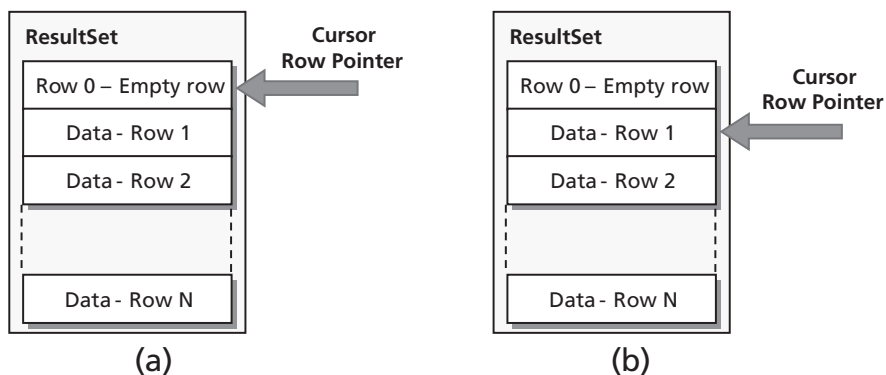 ResultSet
Cursor
Row Pointer
Row 0 – Empty row
Data - Row 1
Data - Row 2
Data - Row N
(a)
ResultSet
Cursor
Row Pointer
Row 0 – Empty row
Data - Row 1
Data - Row 2
Data - Row N
(b)